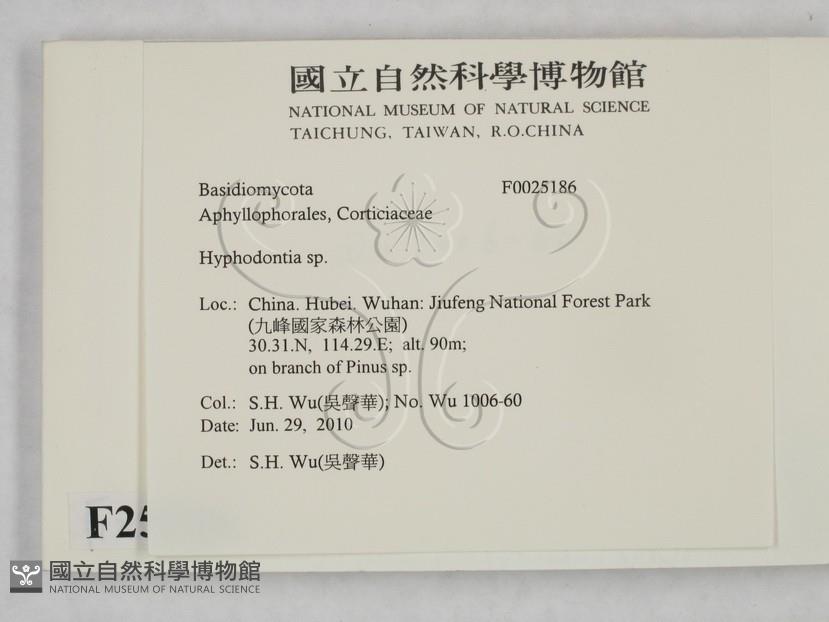 國立自然科學博物館
NATIONAL MUSEUM OF NATURAL SCIENCE
TAICHUNG, TAIWAN, R.O.CHINA
Basidiomycota F0025186
Aphyllophorales, Corticiaceae
Hyphodontia sp.
Loc.: China. Hubei. Wuhan: Jiufeng National Forest Park
(九峰國家森林公園)
30.31.N, 114.29.E; alt. 90m;
on branch of Pinus sp.
Col.: S.H. Wu(吳聲華); No. Wu 1006-60
Date: Jun. 29, 2010
Det.: S.H. Wu(吳聲華)
F25
國立自然科學博物館
NATIONAL MUSEUM OF NATURAL SCIENCE